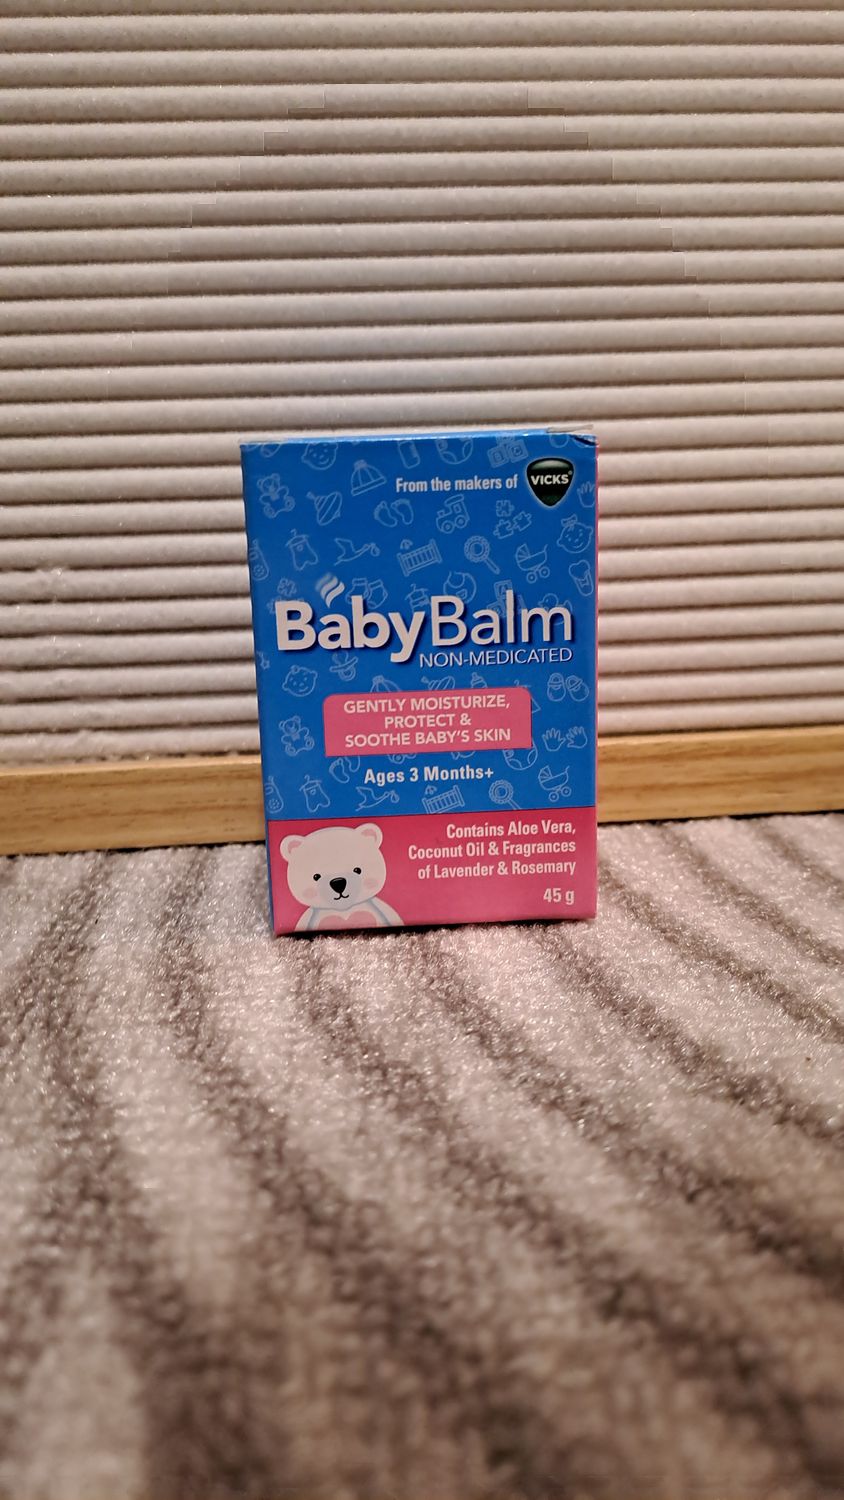 From the makers of VICKS®
BabyBalm
NON-MEDICATED
GENTLY MOISTURIZE,
PROTECT &
SOOTHE BABY'S SKIN
Ages 3 Months+
Contains Aloe Vera,
Coconut Oil & Fragrances
of Lavender & Rosemary
45 g